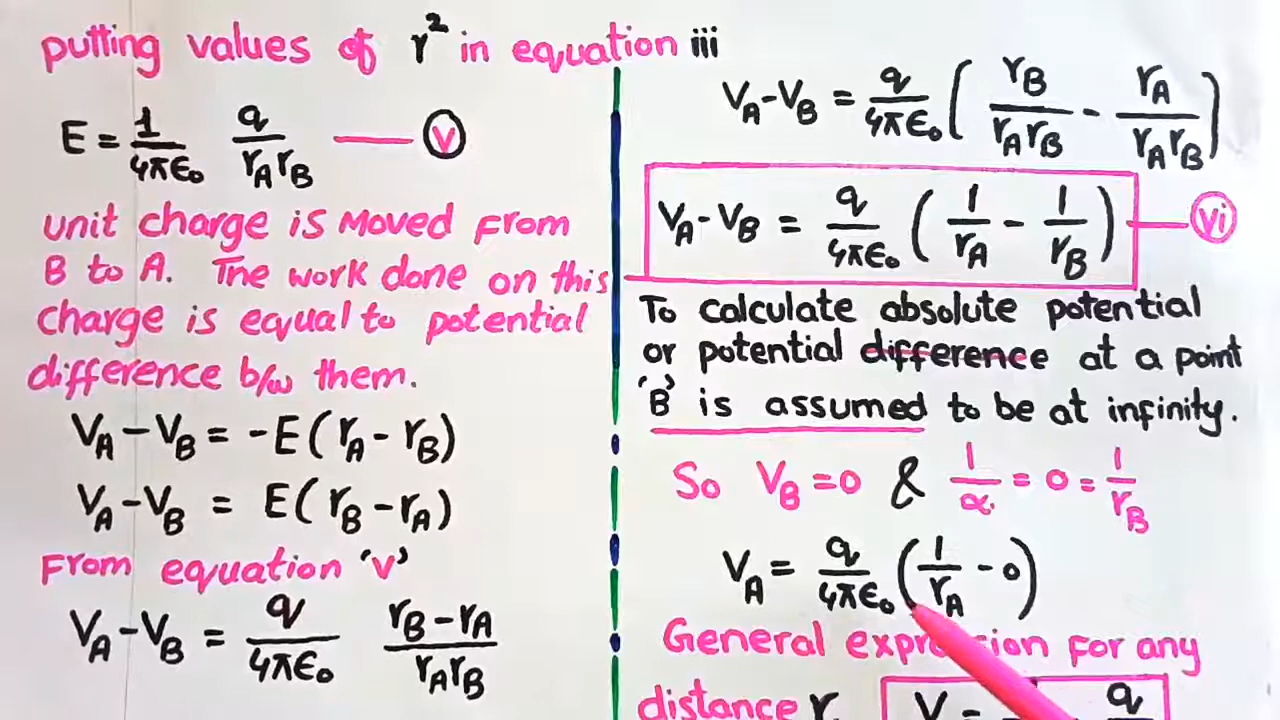 putting values of r² in equation iii
E = 1/4πϵ₀ q/rₐr_B — (v)
unit charge is moved from
B to A. The work done on this
charge is equal to potential
difference b/w them.
V_A - V_B = -E(r_A - r_B)
V_A - V_B = E(r_B - r_A)
From equation 'v'
V_A - V_B = q/4πϵ₀ r_B - r_A/r_A r_B
V_A - V_B = q/4πϵ₀ (r_B/r_A r_B - r_A/r_A r_B)
V_A - V_B = q/4πϵ₀ (1/r_A - 1/r_B) — (vi)
To calculate absolute potential
or potential difference at a point
'B' is assumed to be at infinity.
So V_B = 0 & 1/∝ = 0 = 1/r_B
V_A = q/4πϵ₀ (1/r_A - 0)
General expression for any
distance r. V = q